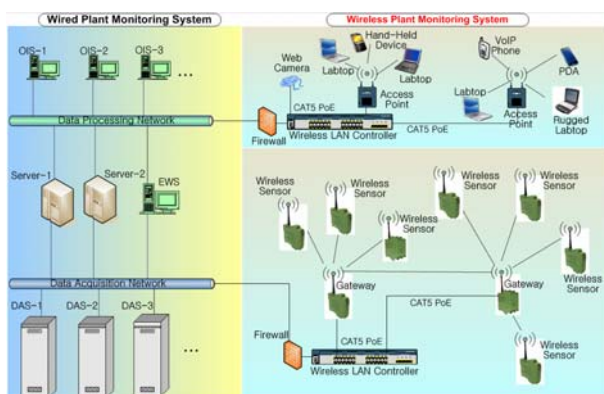 Wired Plant Monitoring System
Wireless Plant Monitoring System
OIS-1
OIS-2
OIS-3
...
Data Processing Network
Server-1
Server-2
EWS
Data Acquisition Network
DAS-1
DAS-2
DAS-3
...
Web
Camera
Labtop
Hand-Held
Device
Labtop
Access
Point
VoIP
Phone
PDA
Labtop
Access
Point
Rugged
Labtop
CAT5 PoE
CAT5 PoE
Firewall
Wireless LAN Controller
Wireless
Sensor
Wireless
Sensor
Wireless
Sensor
Wireless
Sensor
Wireless
Sensor
Wireless
Sensor
Gateway
Gateway
CAT5 PoE
CAT5 PoE
Firewall
Wireless LAN Controller
Wireless
Sensor